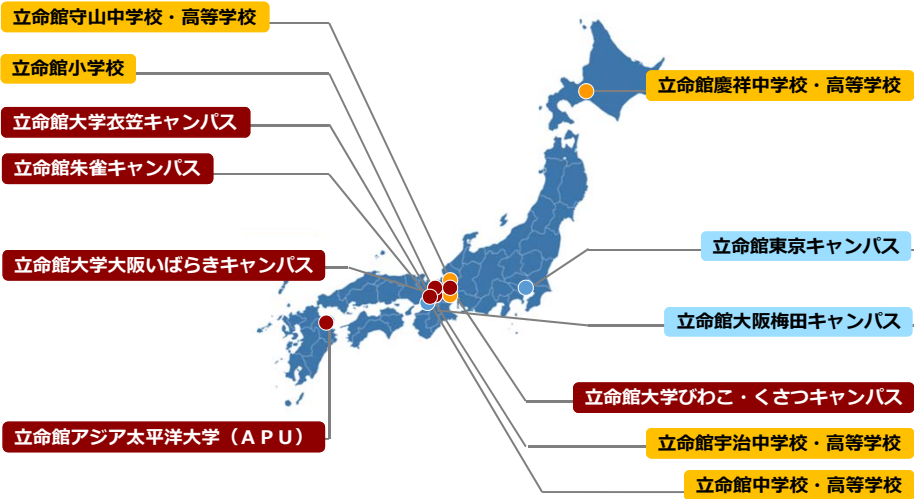 立命館守山中学校・高等学校
立命館小学校
立命館大学衣笠キャンパス
立命館朱雀キャンパス
立命館大学大阪いばらきキャンパス
立命館アジア太平洋大学（ＡＰＵ）
立命館慶祥中学校・高等学校
立命館東京キャンパス
立命館大阪梅田キャンパス
立命館大学びわこ・くさつキャンパス
立命館宇治中学校・高等学校
立命館中学校・高等学校